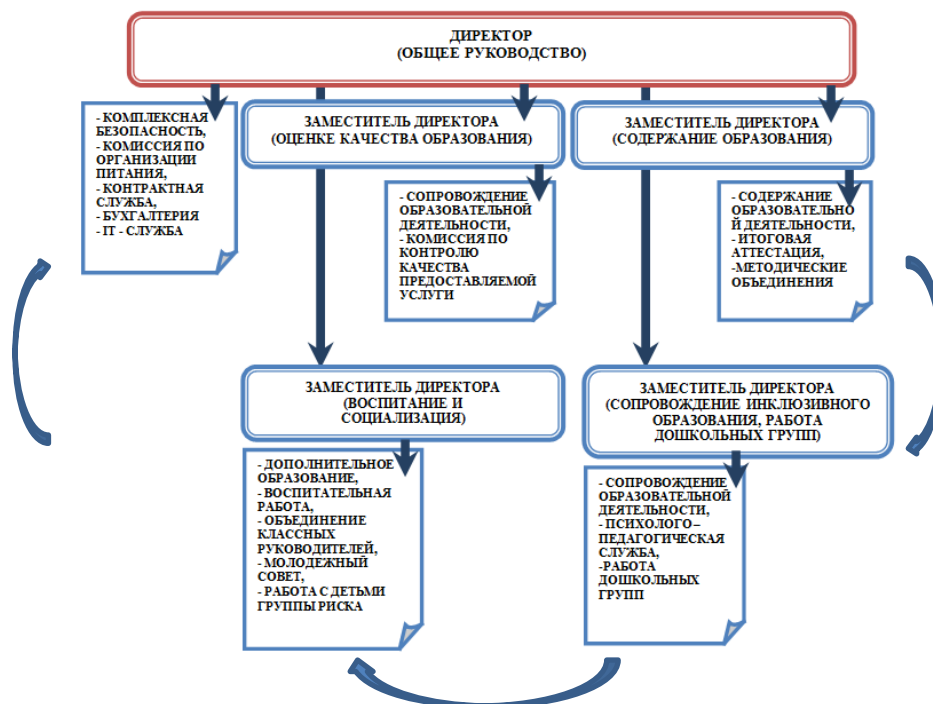 ДИРЕКТОР
(ОБЩЕЕ РУКОВОДСТВО)
- КОМПЛЕКСНАЯ
БЕЗОПАСНОСТЬ,
- КОМИССИЯ ПО
ОРГАНИЗАЦИИ
ПИТАНИЯ,
- КОНТРАКТНАЯ
СЛУЖБА,
- БУХГАЛТЕРИЯ
- IT - СЛУЖБА
ЗАМЕСТИТЕЛЬ ДИРЕКТОРА
(ОЦЕНКЕ КАЧЕСТВА ОБРАЗОВАНИЯ)
ЗАМЕСТИТЕЛЬ ДИРЕКТОРА
(СОДЕРЖАНИЕ ОБРАЗОВАНИЯ)
- СОПРОВОЖДЕНИЕ
ОБРАЗОВАТЕЛЬНОЙ
ДЕЯТЕЛЬНОСТИ,
- КОМИССИЯ ПО
КОНТРОЛЮ
КАЧЕСТВА
ПРЕДОСТАВЛЯЕМОЙ
УСЛУГИ
- СОДЕРЖАНИЕ
ОБРАЗОВАТЕЛЬНО
Й ДЕЯТЕЛЬНОСТИ,
- ИТОГОВАЯ
АТТЕСТАЦИЯ,
-МЕТОДИЧЕСКИЕ
ОБЪЕДИНЕНИЯ
ЗАМЕСТИТЕЛЬ ДИРЕКТОРА
(ВОСПИТАНИЕ И
СОЦИАЛИЗАЦИЯ)
ЗАМЕСТИТЕЛЬ ДИРЕКТОРА
(СОПРОВОЖДЕНИЕ ИНКЛЮЗИВНОГО
ОБРАЗОВАНИЯ, РАБОТА
ДОШКОЛЬНЫХ ГРУПП)
- ДОПОЛНИТЕЛЬНОЕ
ОБРАЗОВАНИЕ,
- ВОСПИТАТЕЛЬНАЯ
РАБОТА,
- ОБЪЕДИНЕНИЕ
КЛАССНЫХ
РУКОВОДИТЕЛЕЙ,
- МОЛОДЕЖНЫЙ
СОВЕТ,
- РАБОТА С ДЕТЬМИ
ГРУППЫ РИСКА
- СОПРОВОЖДЕНИЕ
ОБРАЗОВАТЕЛЬНОЙ
ДЕЯТЕЛЬНОСТИ,
- ПСИХОЛОГО –
ПЕДАГОГИЧЕСКАЯ
СЛУЖБА,
-РАБОТА
ДОШКОЛЬНЫХ
ГРУПП